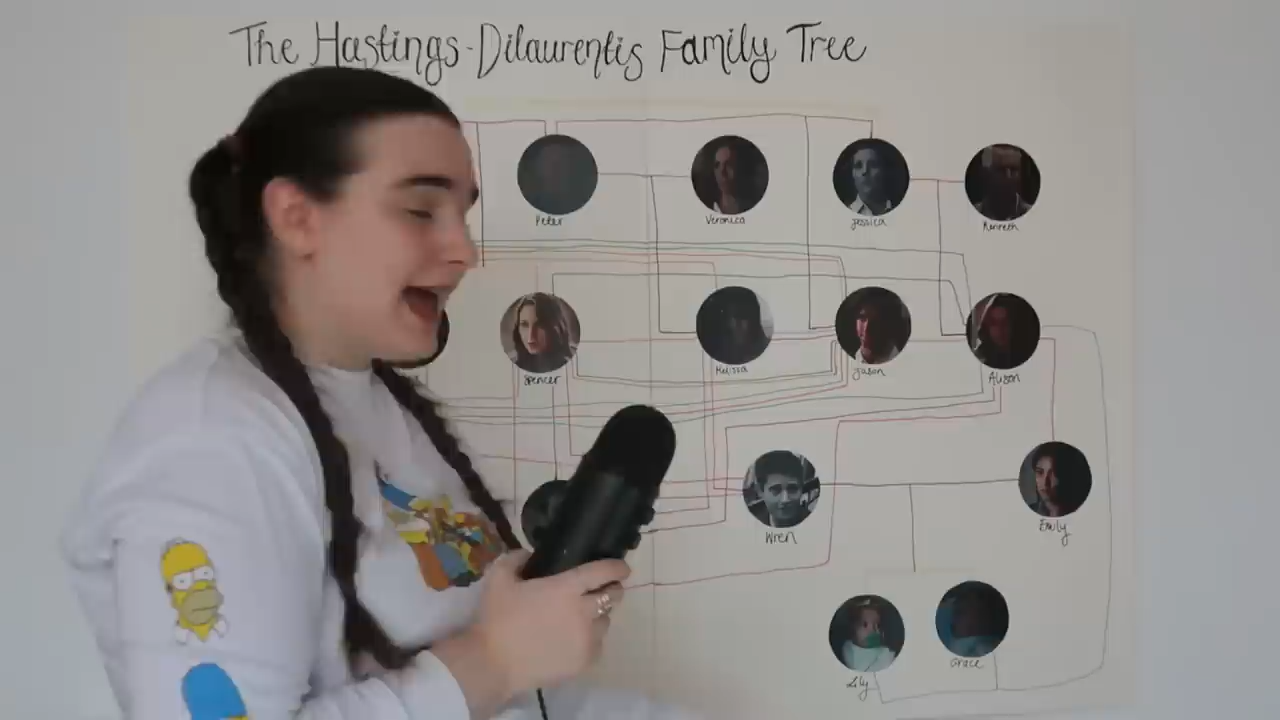 The Hastings-Dilaurentis Family Tree
Peter
Veronica
Jessica
Kenneth
Spencer
Melissa
Jason
Alison
Wren
Emily
Lily
Grace